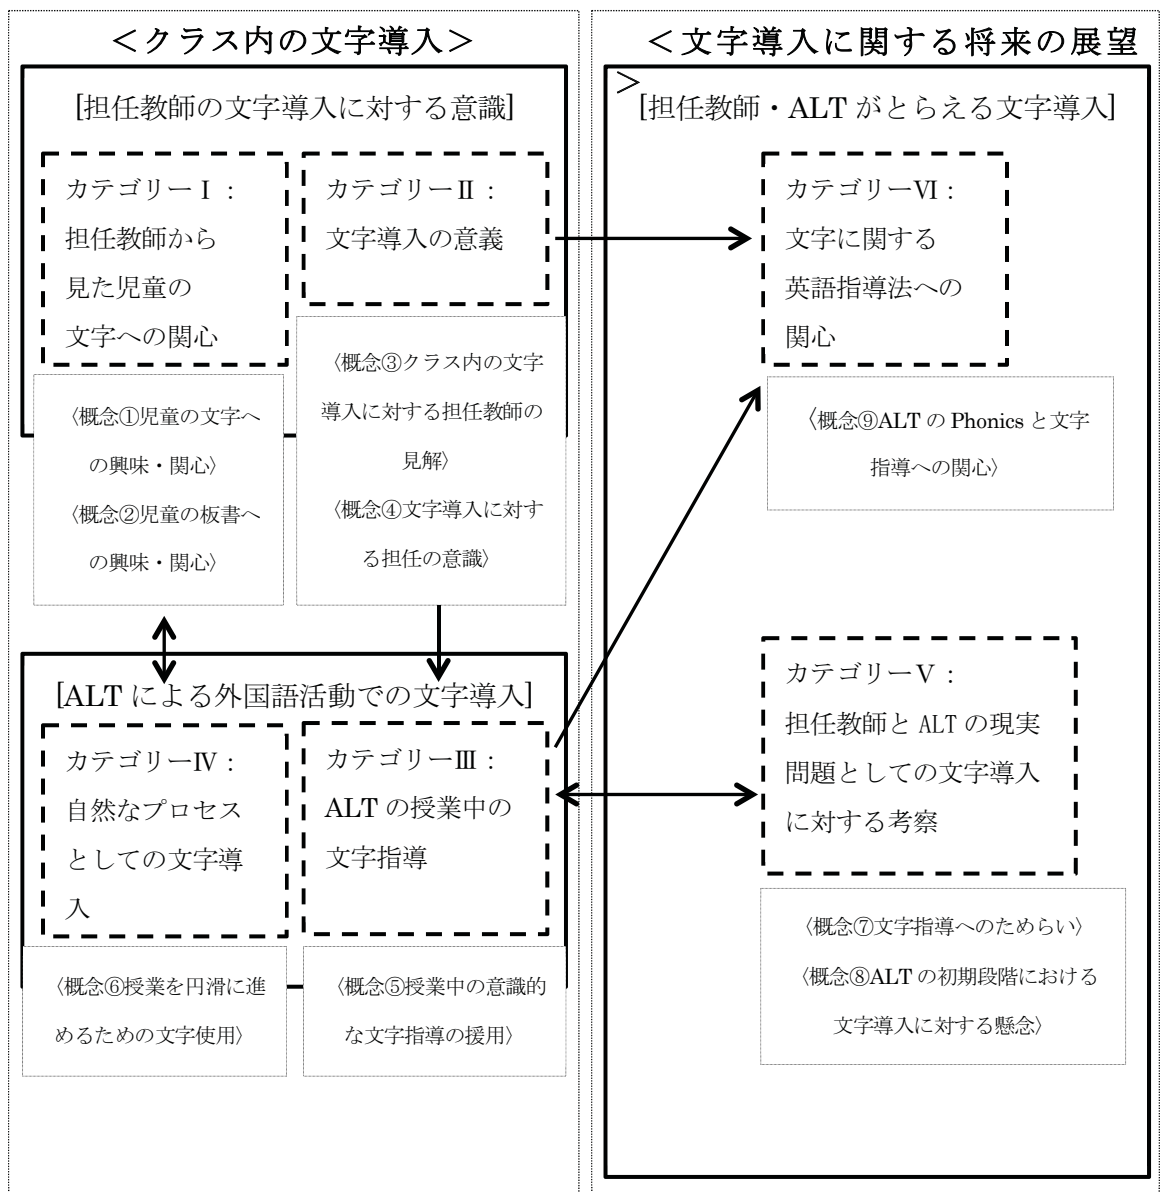 ＜クラス内の文字導入＞
[担任教師の文字導入に対する意識]
カテゴリーⅠ：
担任教師から
見た児童の
文字への関心
カテゴリーⅡ：
文字導入の意義
〈概念①児童の文字へ
の興味・関心〉
〈概念②児童の板書へ
の興味・関心〉
〈概念③クラス内の文字
導入に対する担任教師の
見解〉
〈概念④文字導入に対す
る担任の意識〉
[ALT による外国語活動での文字導入]
カテゴリーⅣ：
自然なプロセス
としての文字導
入
カテゴリーⅢ：
ALT の授業中の
文字指導
〈概念⑥授業を円滑に進
めるための文字使用〉
〈概念⑤授業中の意識的
な文字指導の援用〉
＜文字導入に関する将来の展望
＞
[担任教師・ALT がとらえる文字導入]
カテゴリーⅥ：
文字に関する
英語指導法への
関心
〈概念⑨ALT の Phonics と文字
指導への関心〉
カテゴリーⅤ：
担任教師と ALT の現実
問題としての文字導入
に対する考察
〈概念⑦文字指導へのためらい〉
〈概念⑧ALT の初期段階における
文字導入に対する懸念〉